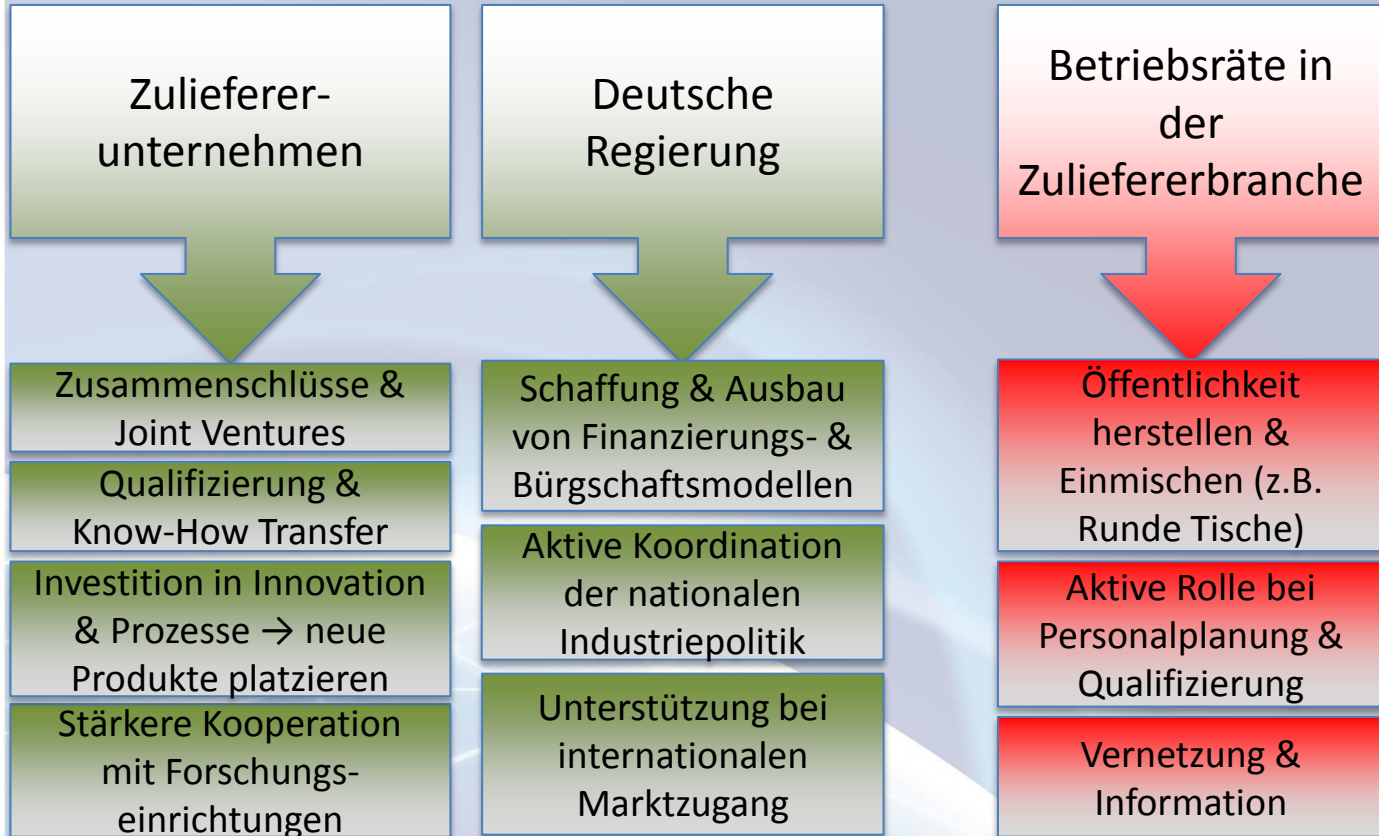 Zulieferer-
unternehmen
Zusammenschlüsse &
Joint Ventures
Qualifizierung &
Know-How Transfer
Investition in Innovation
& Prozesse → neue
Produkte platzieren
Stärkere Kooperation
mit Forschungs-
einrichtungen
Deutsche
Regierung
Schaffung & Ausbau
von Finanzierungs- &
Bürgschaftsmodellen
Aktive Koordination
der nationalen
Industriepolitik
Unterstützung bei
internationalen
Marktzugang
Betriebsräte in
der
Zuliefererbranche
Öffentlichkeit
herstellen &
Einmischen (z.B.
Runde Tische)
Aktive Rolle bei
Personalplanung &
Qualifizierung
Vernetzung &
Information